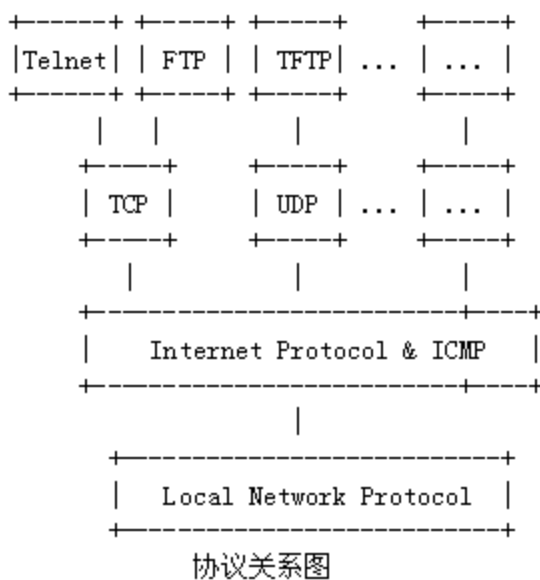 Telnet FTP TFTP ... ...
TCP UDP ... ...
Internet Protocol & ICMP
Local Network Protocol
协议关系图